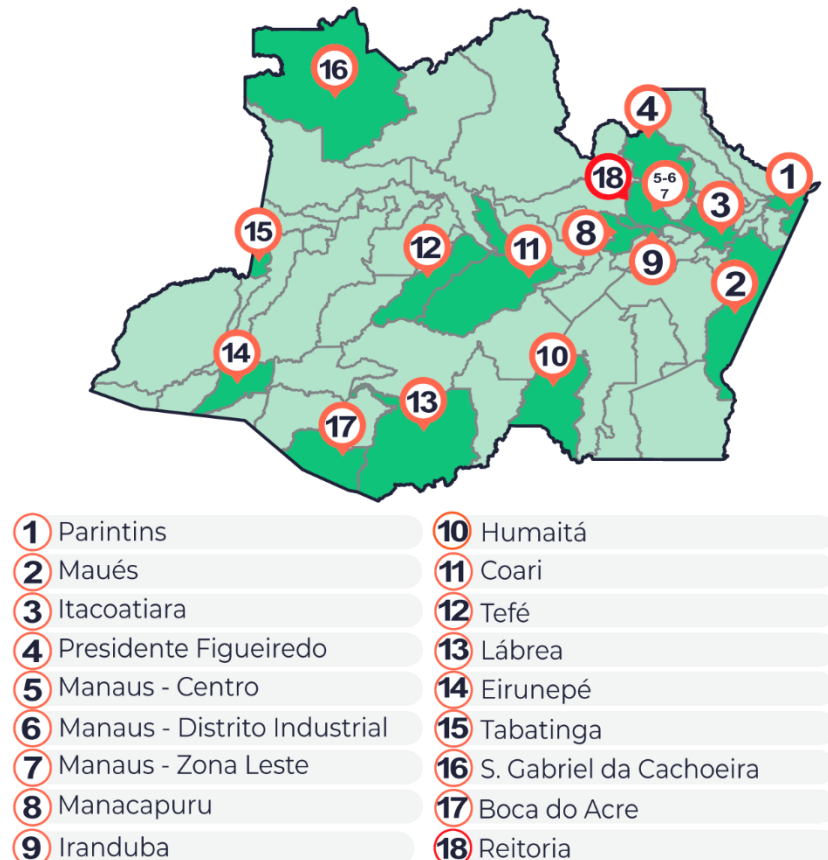 16
4
18
5-6
7
1
3
15
12
11
8
9
2
14
10
13
17
1 Parintins
2 Maués
3 Itacoatiara
4 Presidente Figueiredo
5 Manaus - Centro
6 Manaus - Distrito Industrial
7 Manaus - Zona Leste
8 Manacapuru
9 Iranduba
10 Humaitá
11 Coari
12 Tefé
13 Lábrea
14 Eirunepé
15 Tabatinga
16 S. Gabriel da Cachoeira
17 Boca do Acre
18 Reitoria